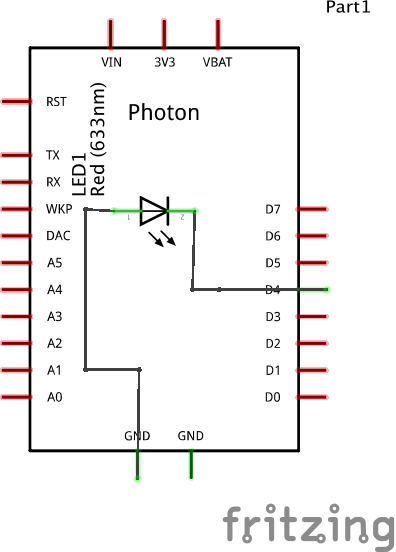 Part1
VIN 3V3 VBAT
RST
Photon
LED1
Red (633nm)
TX
RX
WKP
DAC
A5
A4
A3
A2
A1
A0
1 2
D7
D6
D5
D4
D3
D2
D1
D0
GND GND
fritzing